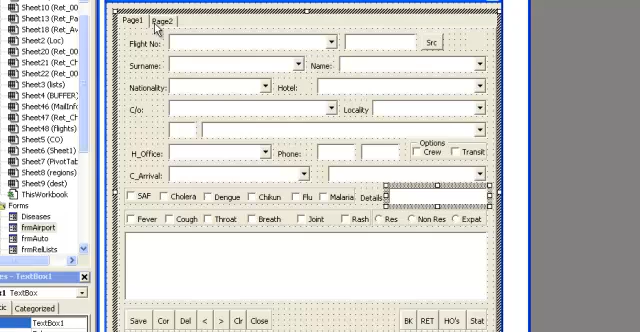 Sheet10 (Ret_00
Sheet13 (Ret_Pa
Sheet19 (Ret_Av
Sheet2 (Loc)
Sheet20 (Ret_00
Sheet21 (Ret_Ch
Sheet22 (Ret_00
Sheet3 (lists)
Sheet4 (BUFFER)
Sheet46 (MailInfo
Sheet47 (Ret_Ch
Sheet48 (flights)
Sheet5 (CO)
Sheet6 (Sheet1)
Sheet7 (PivotTab
Sheet8 (regions)
Sheet9 (dest)
ThisWorkbook
Forms
Diseases
frmAirport
frmAuto
frmRelLists
es - TextBox1
1 TextBox
tic Categorized
TextBox1
Page1 Page2
Flight No: Src
Surname: Name:
Nationality: Hotel:
C/o: Locality
Options
H_Office: Phone: Crew Transit
C_Arrival:
SAF Cholera Dengue Chikun Flu Malaria Details
Fever Cough Throat Breath Joint Rash Res Non Res Expat
Save Cor Del < > Clr Close BK RET HO's Stat